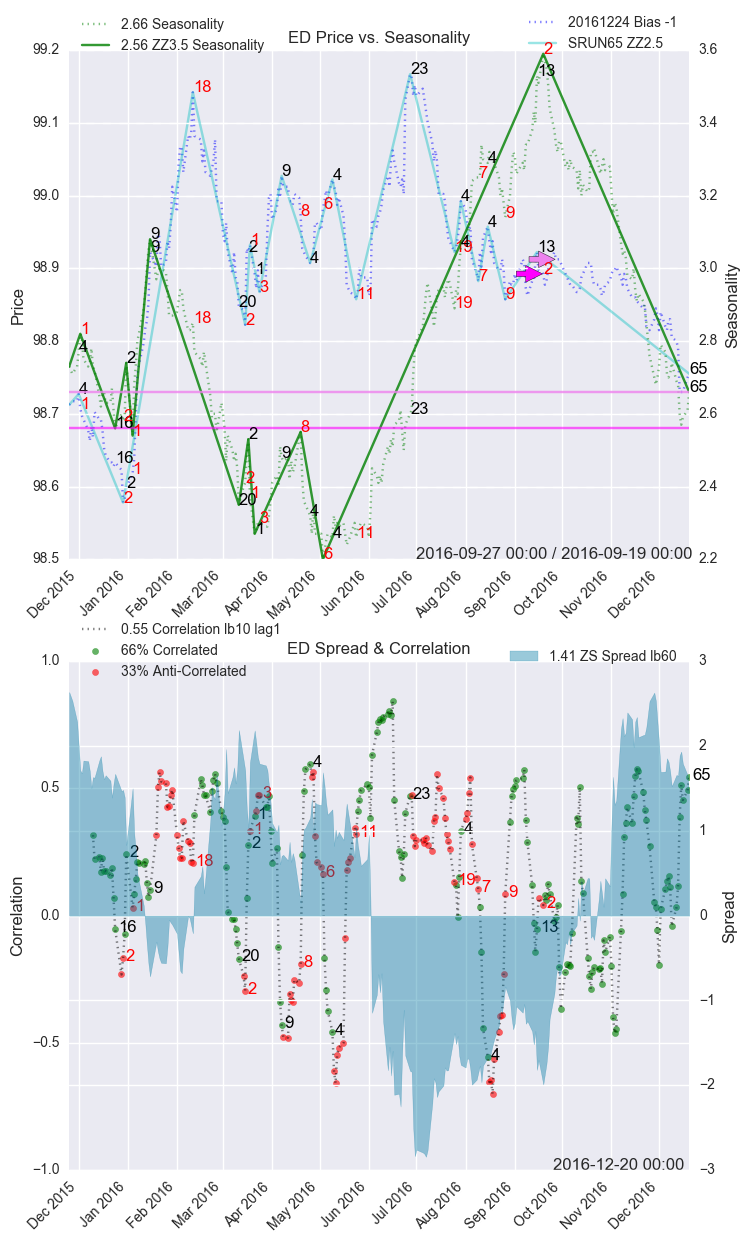 2.66 Seasonality
2.56 ZZ3.5 Seasonality
ED Price vs. Seasonality
20161224 Bias -1
SRUN65 ZZ2.5
99.2
99.1
99.0
98.9
98.8
98.7
98.6
98.5
Price
3.6
3.4
3.2
3.0
2.8
2.6
2.4
2.2
Seasonality
2016-09-27 00:00 / 2016-09-19 00:00
Dec 2015
Jan 2016
Feb 2016
Mar 2016
Apr 2016
May 2016
Jun 2016
Jul 2016
Aug 2016
Sep 2016
Oct 2016
Nov 2016
Dec 2016
0.55 Correlation lb10 lag1
66% Correlated
33% Anti-Correlated
ED Spread & Correlation
1.41 ZS Spread lb60
1.0
0.5
0.0
−0.5
−1.0
Correlation
3
2
1
0
−1
−2
−3
Spread
65
2016-12-20 00:00
Dec 2015
Jan 2016
Feb 2016
Mar 2016
Apr 2016
May 2016
Jun 2016
Jul 2016
Aug 2016
Sep 2016
Oct 2016
Nov 2016
Dec 2016